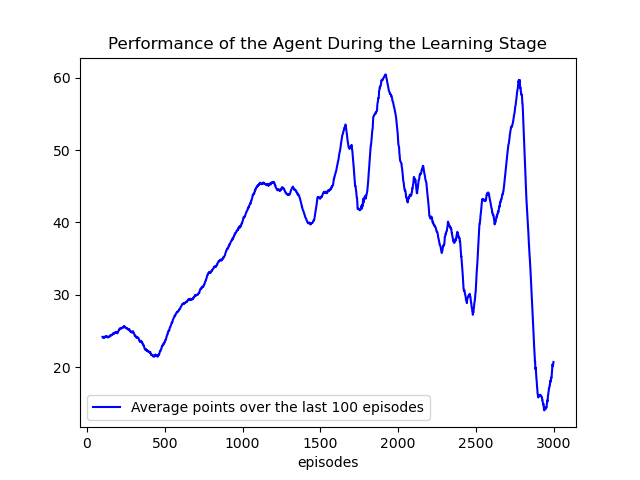 Performance of the Agent During the Learning Stage
60
50
40
30
20
Average points over the last 100 episodes
0 500 1000 1500 2000 2500 3000
episodes